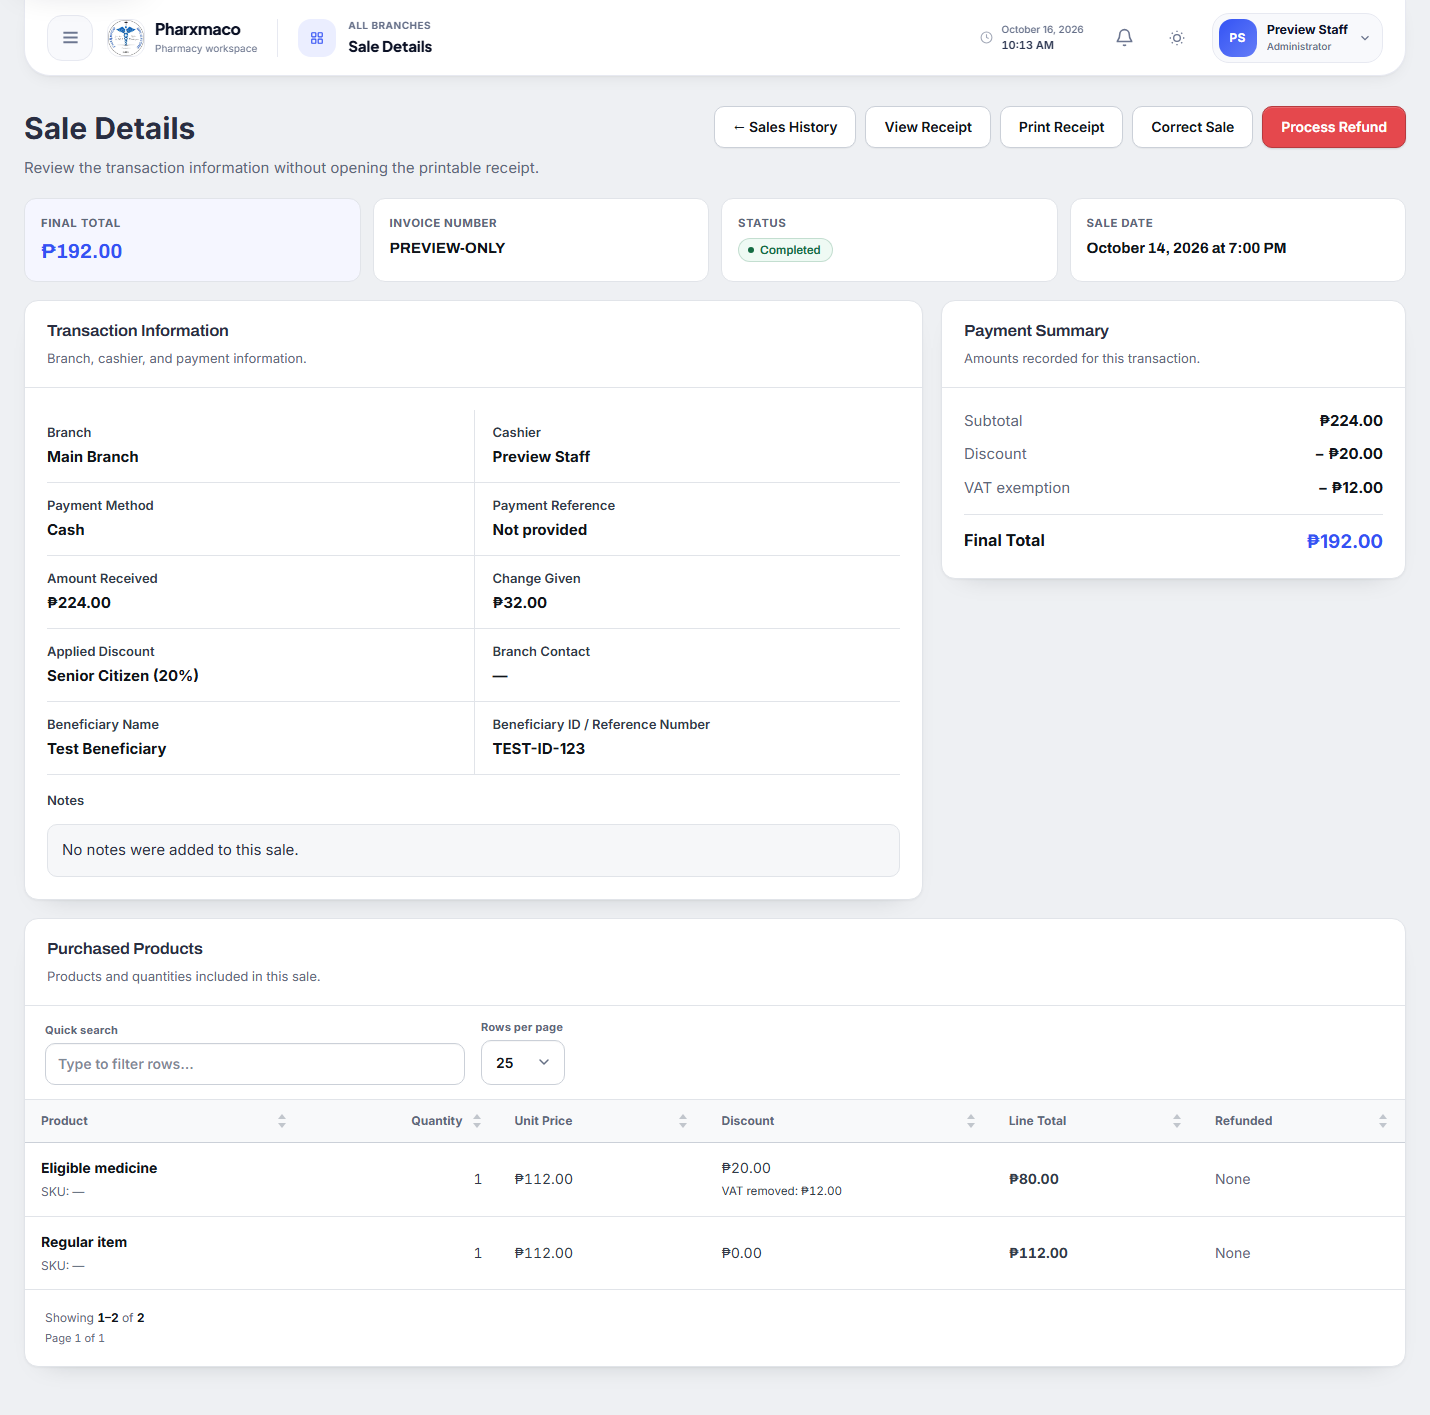 Pharxmaco
Pharmacy workspace
ALL BRANCHES
Sale Details
October 16, 2026
10:13 AM
PS
Preview Staff
Administrator
Sale Details
← Sales History
View Receipt
Print Receipt
Correct Sale
Process Refund
Review the transaction information without opening the printable receipt.
FINAL TOTAL
₱192.00
INVOICE NUMBER
PREVIEW-ONLY
STATUS
Completed
SALE DATE
October 14, 2026 at 7:00 PM
Transaction Information
Branch, cashier, and payment information.
Branch
Main Branch
Cashier
Preview Staff
Payment Method
Cash
Payment Reference
Not provided
Amount Received
₱224.00
Change Given
₱32.00
Applied Discount
Senior Citizen (20%)
Branch Contact
—
Beneficiary Name
Test Beneficiary
Beneficiary ID / Reference Number
TEST-ID-123
Notes
No notes were added to this sale.
Payment Summary
Amounts recorded for this transaction.
Subtotal ₱224.00
Discount – ₱20.00
VAT exemption – ₱12.00
Final Total ₱192.00
Purchased Products
Products and quantities included in this sale.
Quick search
Type to filter rows...
Rows per page
25
Product Quantity Unit Price Discount Line Total Refunded
Eligible medicine
SKU: —
1 ₱112.00
₱20.00
VAT removed: ₱12.00
₱80.00 None
Regular item
SKU: —
1 ₱112.00 ₱0.00 ₱112.00 None
Showing 1–2 of 2
Page 1 of 1